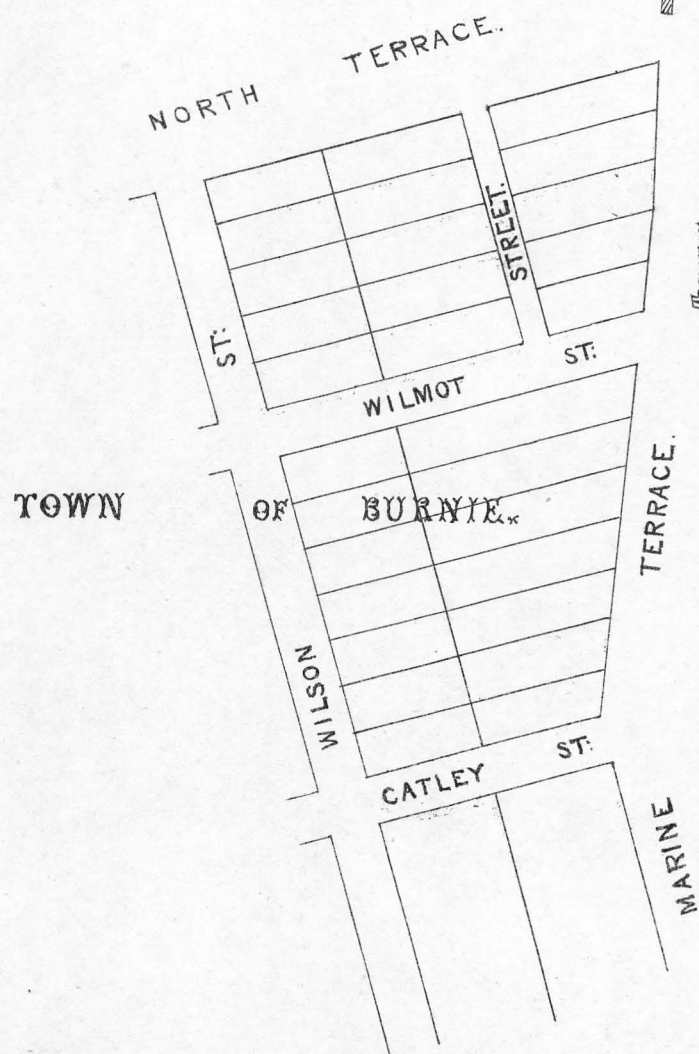 NORTH TERRACE.
STREET.
ST:
WILMOT ST:
TOWN OF BURNIE.
TERRACE.
WILSON
CATLEY ST:
MARINE